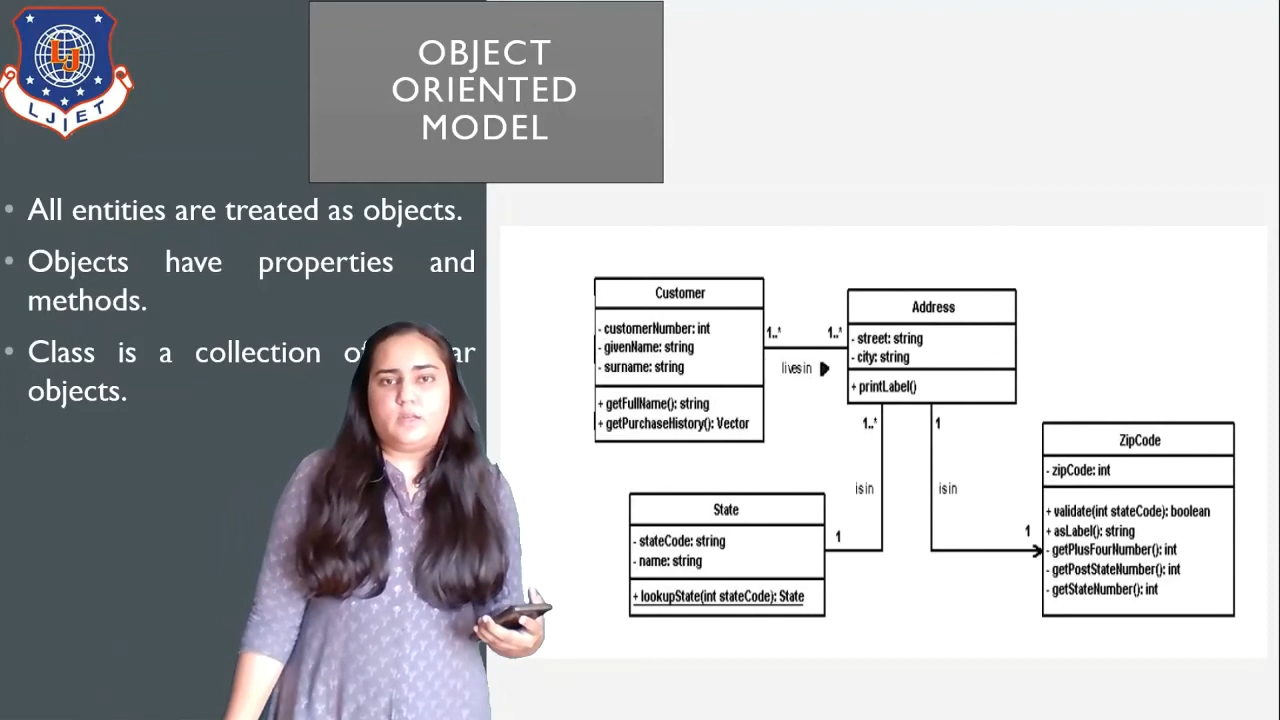 LJ
LJIET
OBJECT
ORIENTED
MODEL
• All entities are treated as objects.
• Objects have properties and
methods.
• Class is a collection of
objects.
Customer
- customerNumber: int
- givenName: string
- surname: string
+ getFullName(): string
+ getPurchaseHistory(): Vector
1..*
1..*
lives in
Address
- street: string
- city: string
+ printLabel()
1..*
1
is in
is in
State
- stateCode: string
- name: string
+ lookupState(int stateCode): State
1
1
ZipCode
- zipCode: int
+ validate(int stateCode): boolean
+ asLabel(): string
- getPlusFourNumber(): int
- getPostStateNumber(): int
- getStateNumber(): int